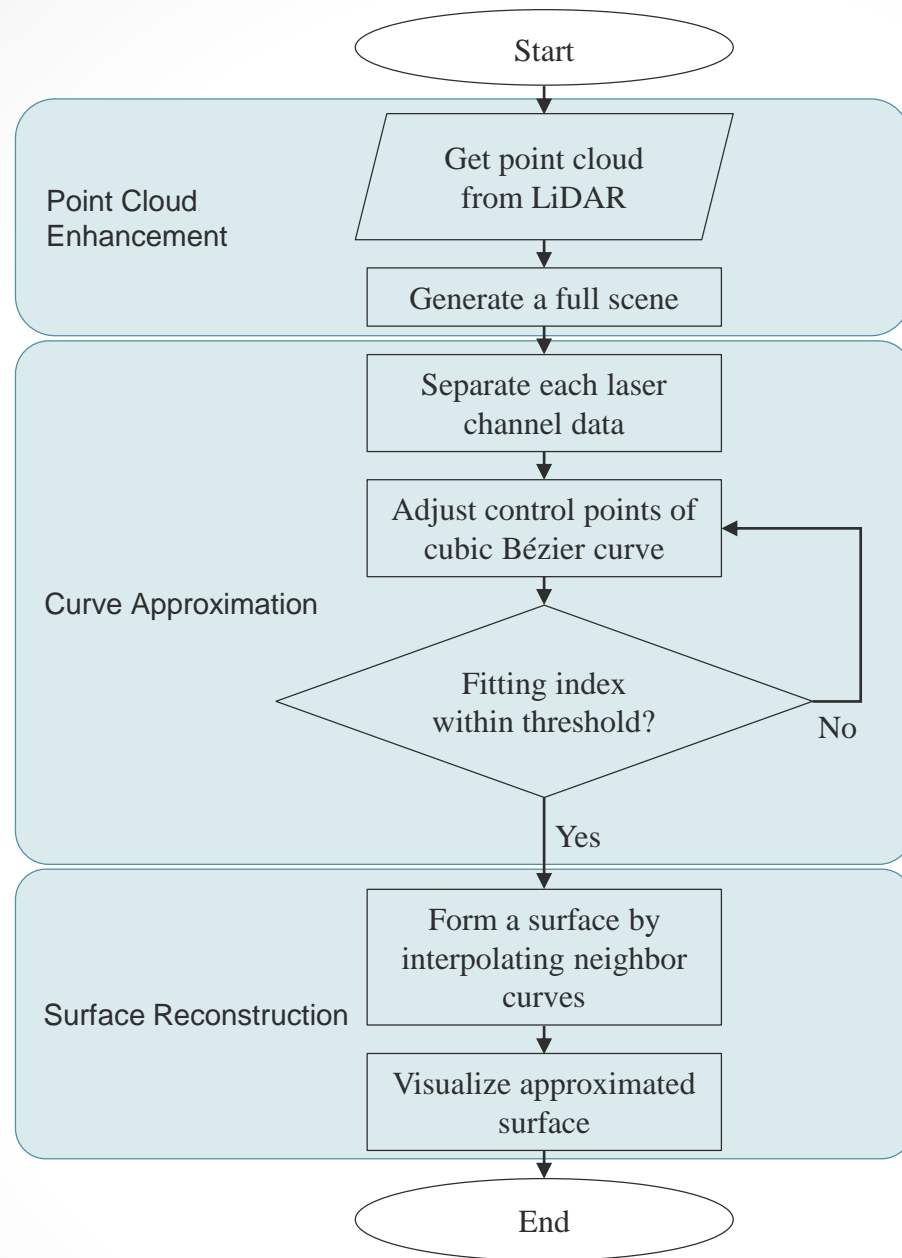 Start
Point Cloud
Enhancement
Get point cloud
from LiDAR
Generate a full scene
Curve Approximation
Separate each laser
channel data
Adjust control points of
cubic Bézier curve
Fitting index
within threshold?
No
Yes
Surface Reconstruction
Form a surface by
interpolating neighbor
curves
Visualize approximated
surface
End